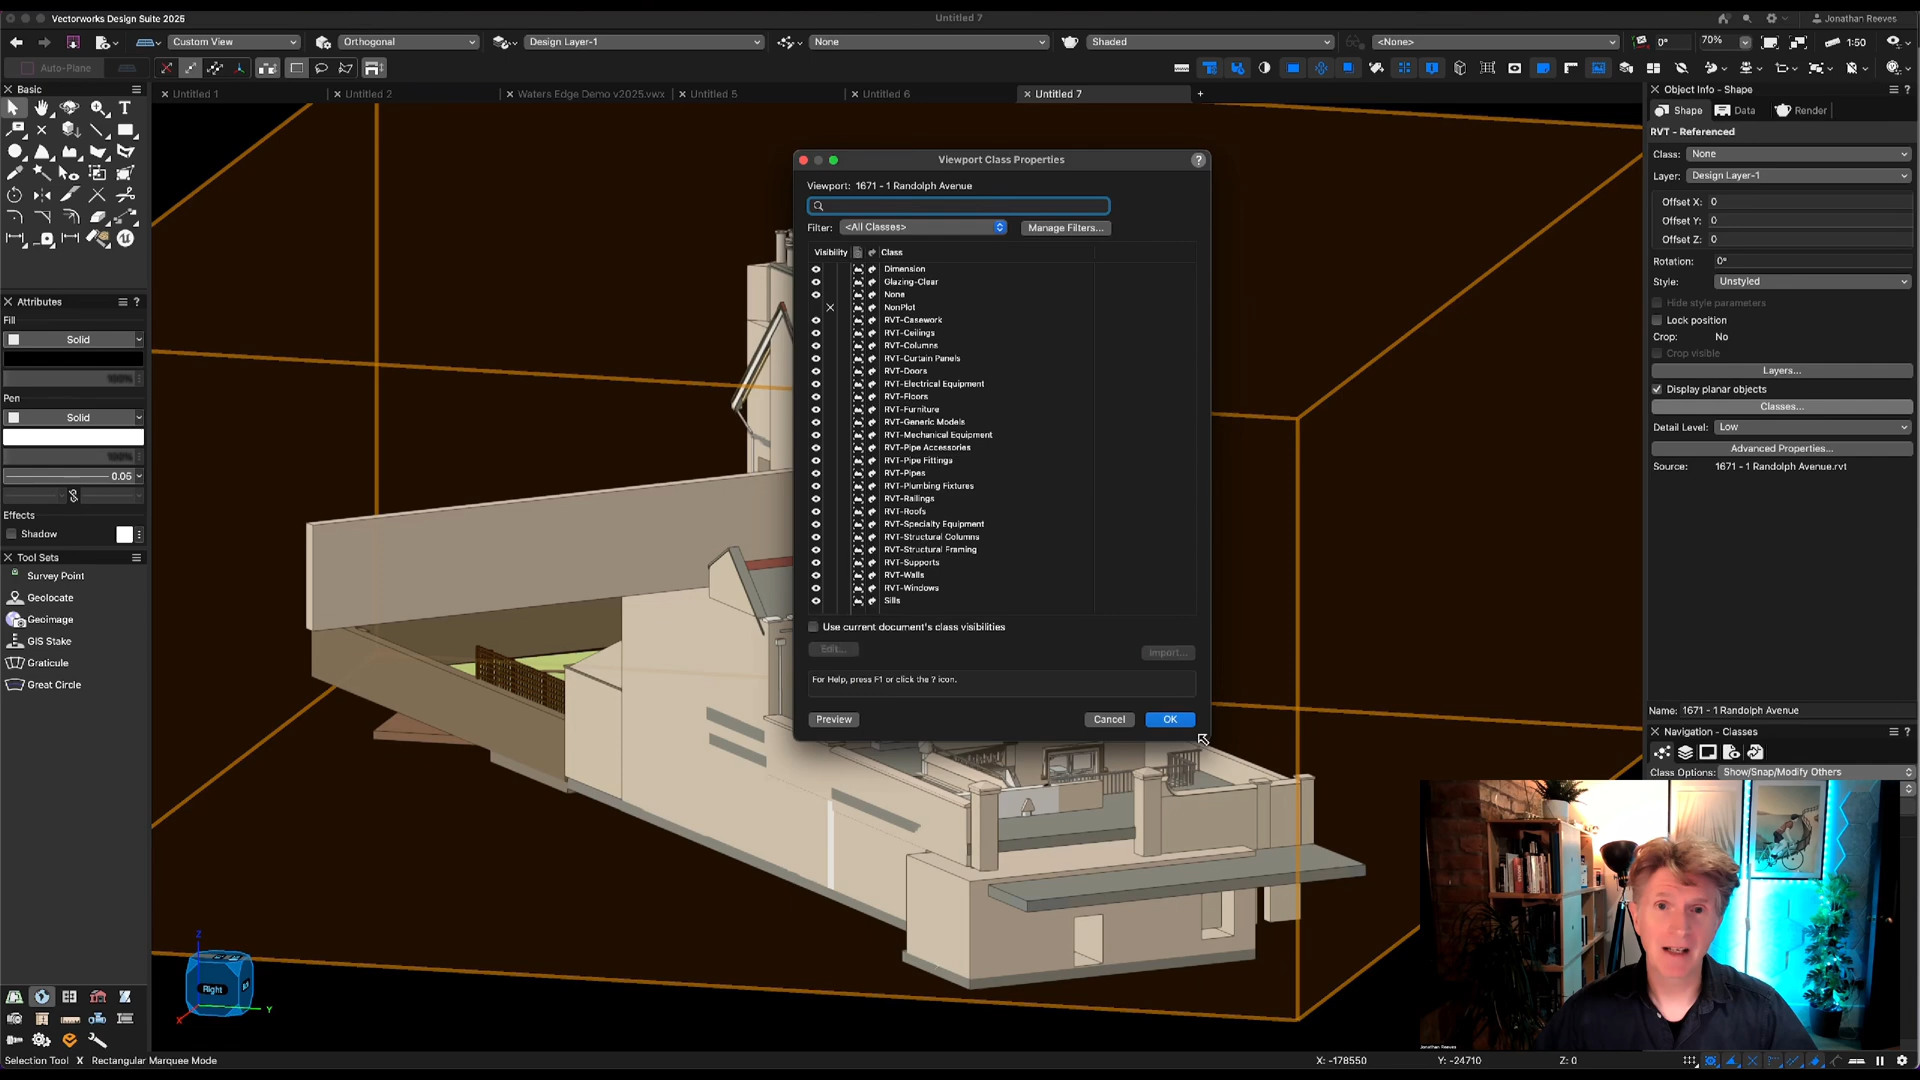 Vectorworks Design Suite 2025
Untitled 7
Jonathan Reeves
Custom View
Orthogonal
Design Layer-1
None
Shaded
<None>
0°
70%
1:50
Auto-Plane
Basic
Untitled 1
Untitled 2
Waters Edge Demo v2025.vwx
Untitled 5
Untitled 6
Untitled 7
Attributes
Fill
Solid
100%
Pen
Solid
100%
0.05
Effects
Shadow
Tool Sets
Survey Point
Geolocate
Geoimage
GIS Stake
Graticule
Great Circle
Viewport Class Properties
Viewport: 1671 - 1 Randolph Avenue
Filter: <All Classes> Manage Filters...
Visibility Class
Dimension
Glazing-Clear
None
NonPlot
RVT-Casework
RVT-Ceilings
RVT-Columns
RVT-Curtain Panels
RVT-Doors
RVT-Electrical Equipment
RVT-Floors
RVT-Furniture
RVT-Generic Models
RVT-Mechanical Equipment
RVT-Pipe Accessories
RVT-Pipe Fittings
RVT-Pipes
RVT-Plumbing Fixtures
RVT-Railings
RVT-Roofs
RVT-Specialty Equipment
RVT-Structural Columns
RVT-Structural Framing
RVT-Supports
RVT-Walls
RVT-Windows
Sills
Use current document's class visibilities
Edit... Import...
For Help, press F1 or click the ? icon.
Preview Cancel OK
Object Info - Shape
Shape Data Render
RVT - Referenced
Class: None
Layer: Design Layer-1
Offset X: 0
Offset Y: 0
Offset Z: 0
Rotation: 0°
Style: Unstyled
Hide style parameters
Lock position
Crop: No
Crop visible
Layers...
Display planar objects
Classes...
Detail Level: Low
Advanced Properties...
Source: 1671 - 1 Randolph Avenue.rvt
Name: 1671 - 1 Randolph Avenue
Navigation - Classes
Class Options: Show/Snap/Modify Others
Z
Right
X
Y
Jonathan Reeves
Selection Tool X Rectangular Marquee Mode
X: -178550 Y: -24710 Z: 0